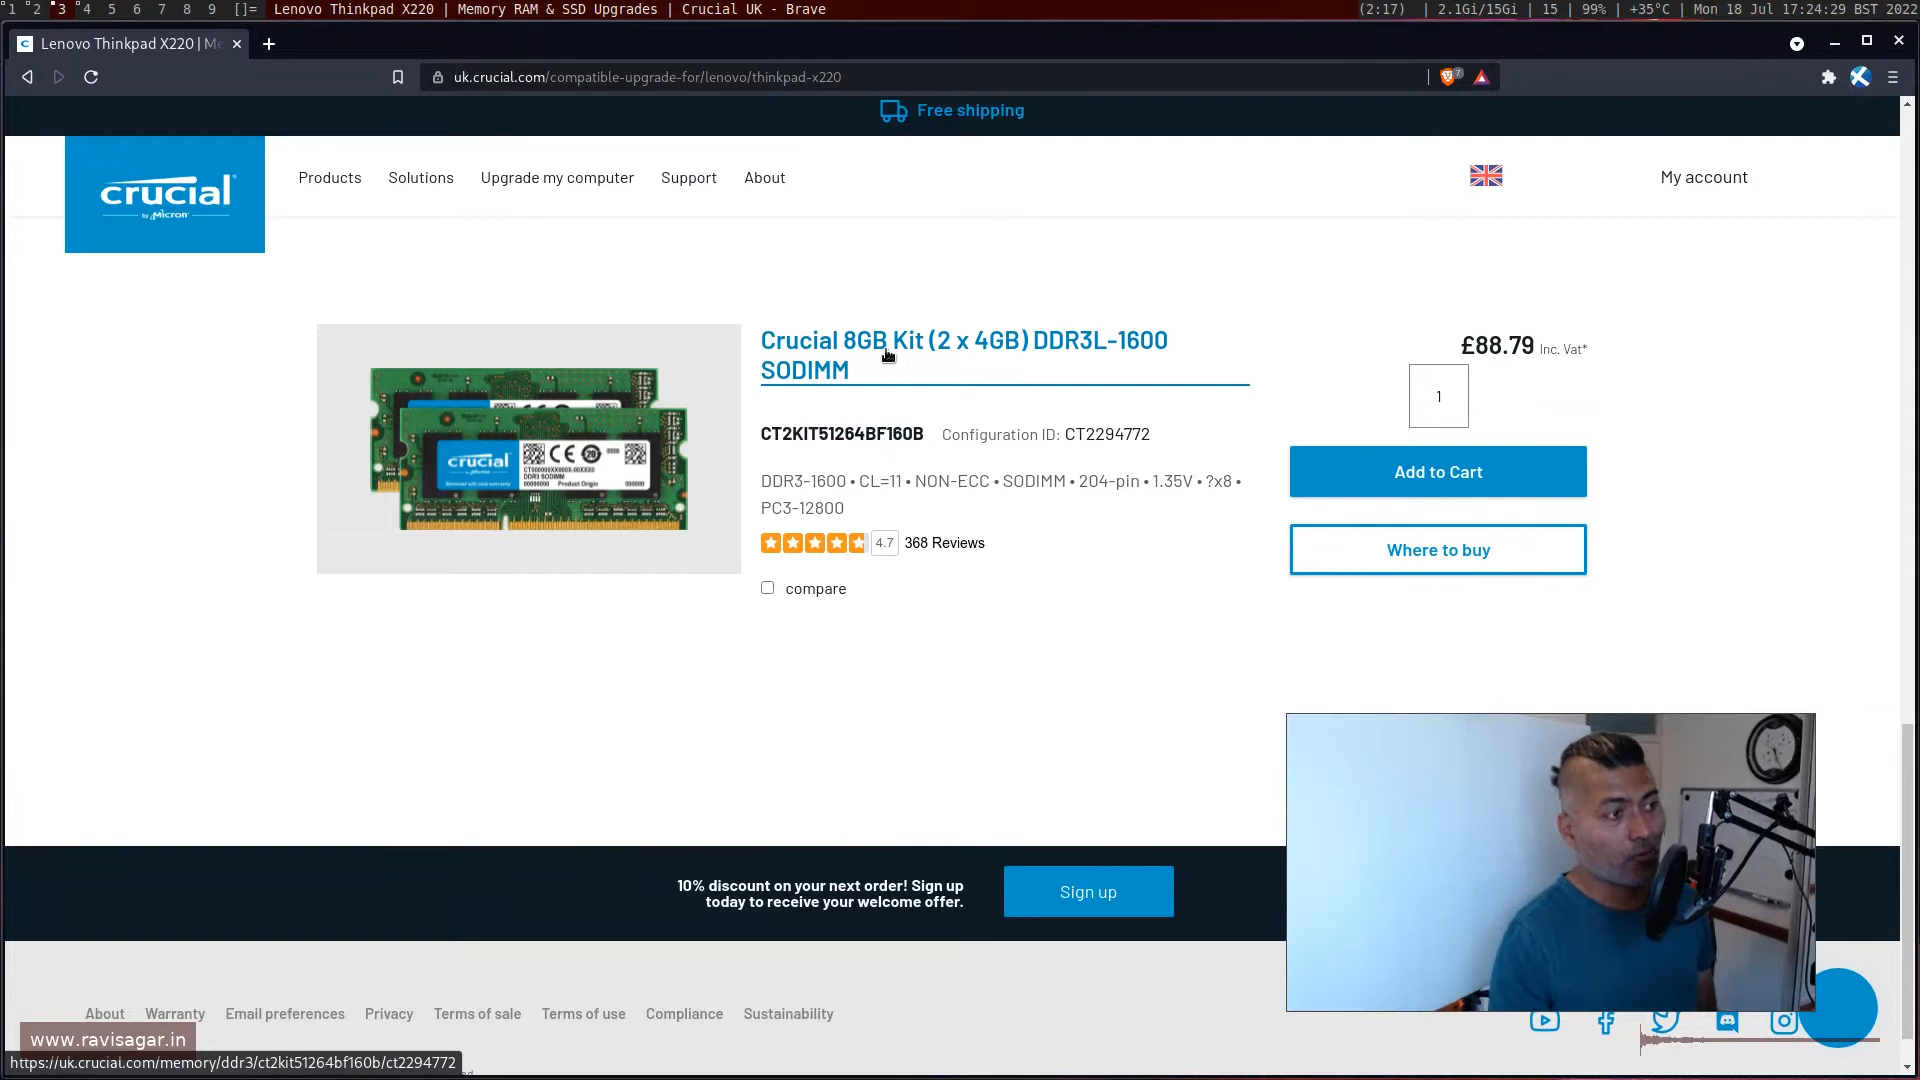 1 2 3 4 5 6 7 8 9 []= Lenovo Thinkpad X220 | Memory RAM & SSD Upgrades | Crucial UK - Brave (2:17) | 2.1Gi/15Gi | 15 | 99% | +35°C | Mon 18 Jul 17:24:29 BST 2022
Lenovo Thinkpad X220 | Me
uk.crucial.com/compatible-upgrade-for/lenovo/thinkpad-x220
7
Free shipping
crucial
by Micron
Products Solutions Upgrade my computer Support About My account
Crucial 8GB Kit (2 x 4GB) DDR3L-1600
SODIMM
£88.79 Inc. Vat*
1
CT2KIT51264BF160B Configuration ID: CT2294772
DDR3-1600 • CL=11 • NON-ECC • SODIMM • 204-pin • 1.35V • ?x8 •
PC3-12800
4.7 368 Reviews
compare
Add to Cart
Where to buy
crucial
DDR3 SODIMM
Product Origin
10% discount on your next order! Sign up
today to receive your welcome offer.
Sign up
About Warranty Email preferences Privacy Terms of sale Terms of use Compliance Sustainability
www.ravisagar.in
https://uk.crucial.com/memory/ddr3/ct2kit51264bf160b/ct2294772